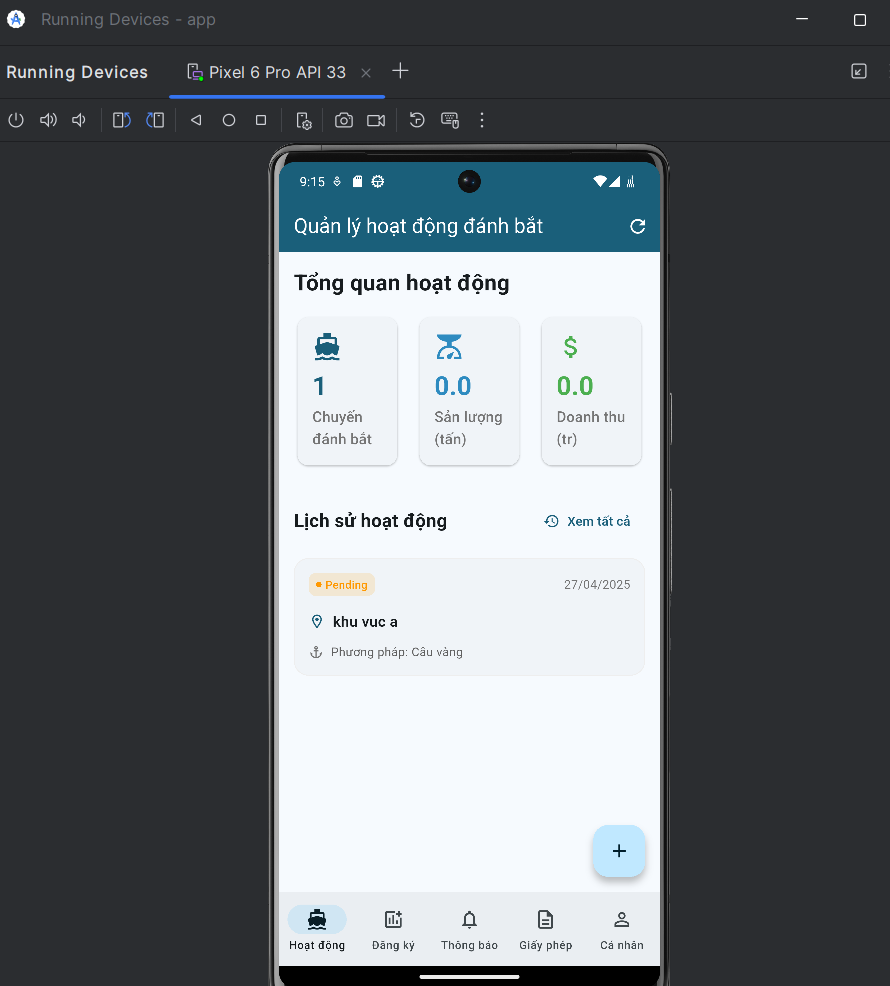 Running Devices - app
Running Devices
Pixel 6 Pro API 33
9:15
Quản lý hoạt động đánh bắt
Tổng quan hoạt động
1
Chuyến
đánh bắt
0.0
Sản lượng
(tấn)
$
0.0
Doanh thu
(tr)
Lịch sử hoạt động
Xem tất cả
Pending
27/04/2025
khu vuc a
Phương pháp: Câu vàng
Hoạt động
Đăng ký
Thông báo
Giấy phép
Cá nhân